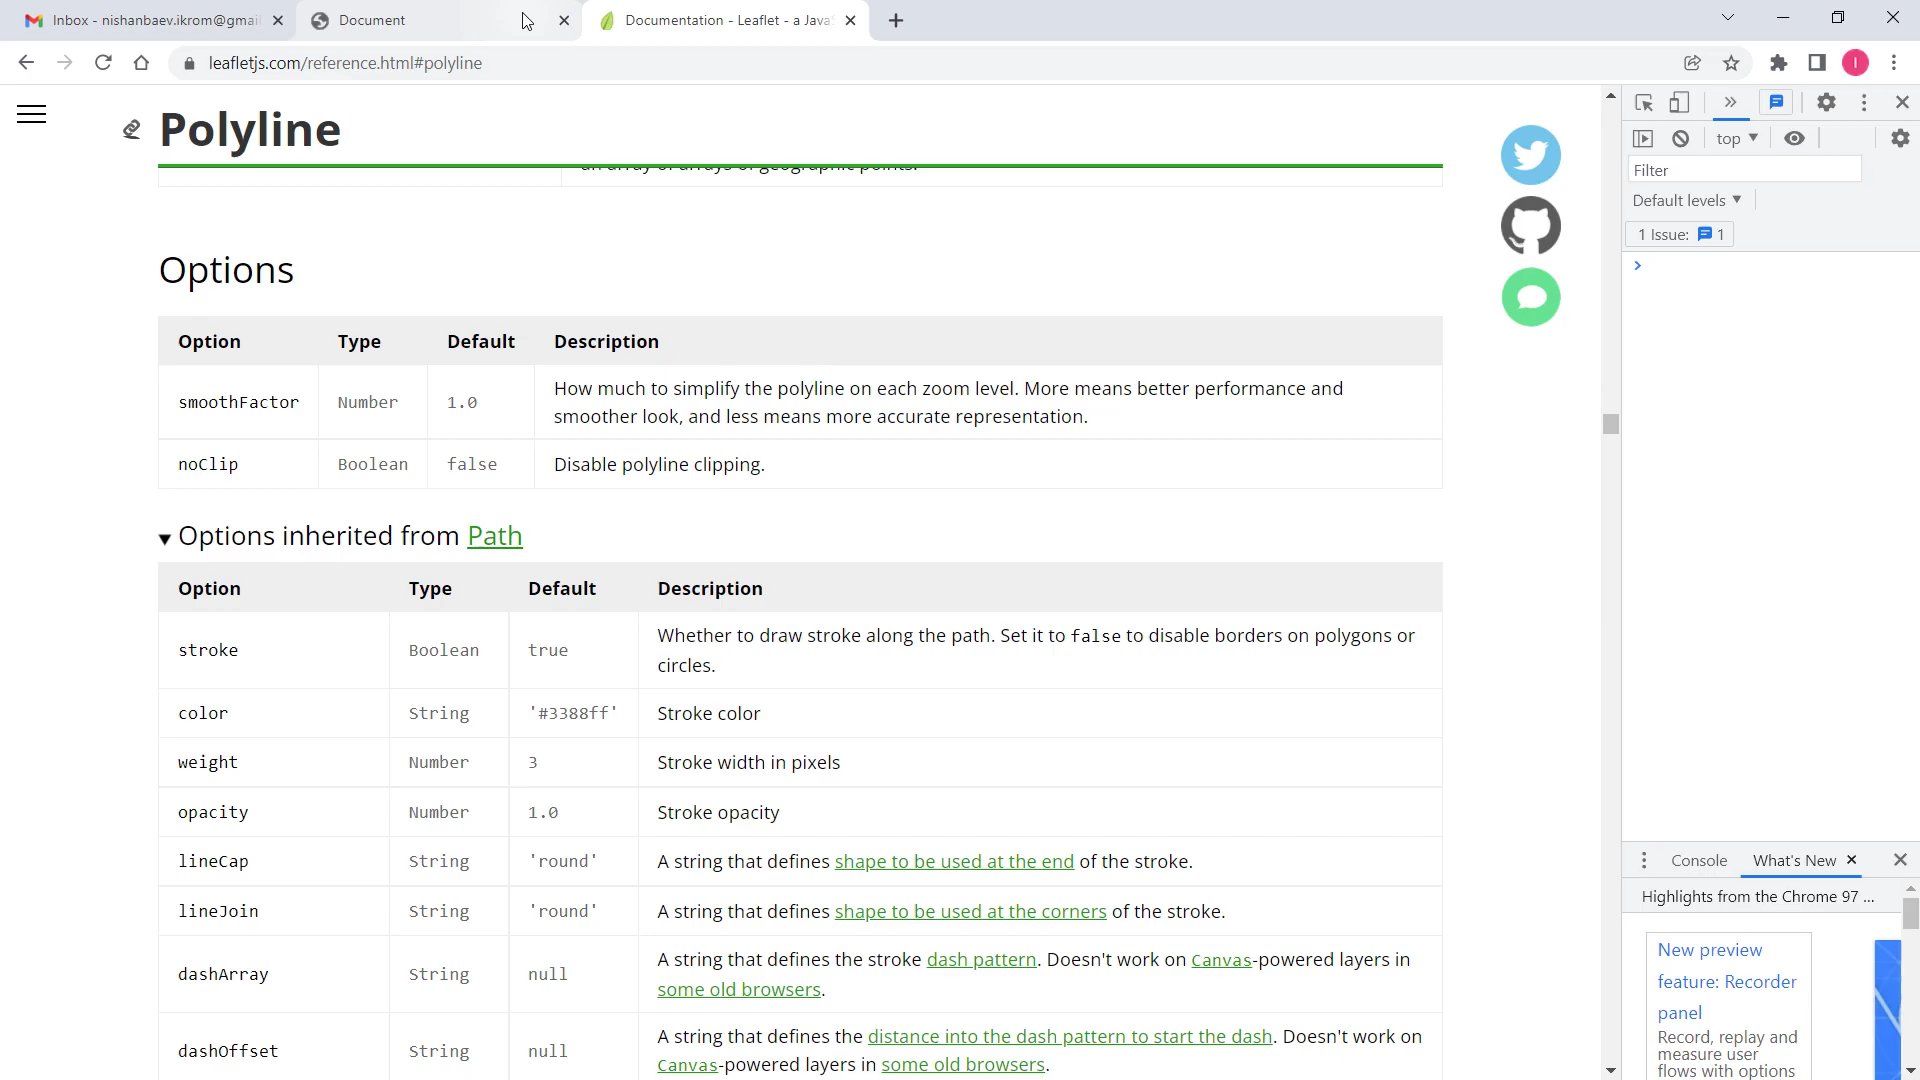 Inbox - nishanbaev.ikrom@gmai
Document
Documentation - Leaflet - a Java
leafletjs.com/reference.html#polyline
I
Polyline
an array of arrays of geographic points.
Options
Option Type Default Description
smoothFactor Number 1.0 How much to simplify the polyline on each zoom level. More means better performance and
smoother look, and less means more accurate representation.
noClip Boolean false Disable polyline clipping.
Options inherited from Path
Option Type Default Description
stroke Boolean true Whether to draw stroke along the path. Set it to false to disable borders on polygons or
circles.
color String '#3388ff' Stroke color
weight Number 3 Stroke width in pixels
opacity Number 1.0 Stroke opacity
lineCap String 'round' A string that defines shape to be used at the end of the stroke.
lineJoin String 'round' A string that defines shape to be used at the corners of the stroke.
dashArray String null A string that defines the stroke dash pattern. Doesn't work on Canvas-powered layers in
some old browsers.
dashOffset String null A string that defines the distance into the dash pattern to start the dash. Doesn't work on
Canvas-powered layers in some old browsers.
top
Filter
Default levels
1 Issue: 1
Console What's New
Highlights from the Chrome 97 ...
New preview
feature: Recorder
panel
Record, replay and
measure user
flows with options